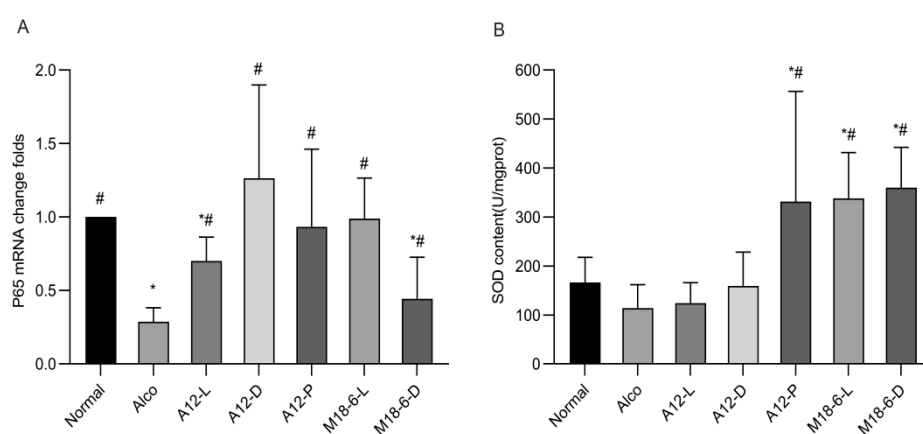 A
P65 mRNA change folds
2.0
1.5
1.0
0.5
0.0
#
*
*#
#
#
#
*#
Normal
Alco
A12-L
A12-D
A12-P
M18-6-L
M18-6-D
B
SOD content(U/mgprot)
600
500
400
300
200
100
0
*#
*#
*#
Normal
Alco
A12-L
A12-D
A12-P
M18-6-L
M18-6-D